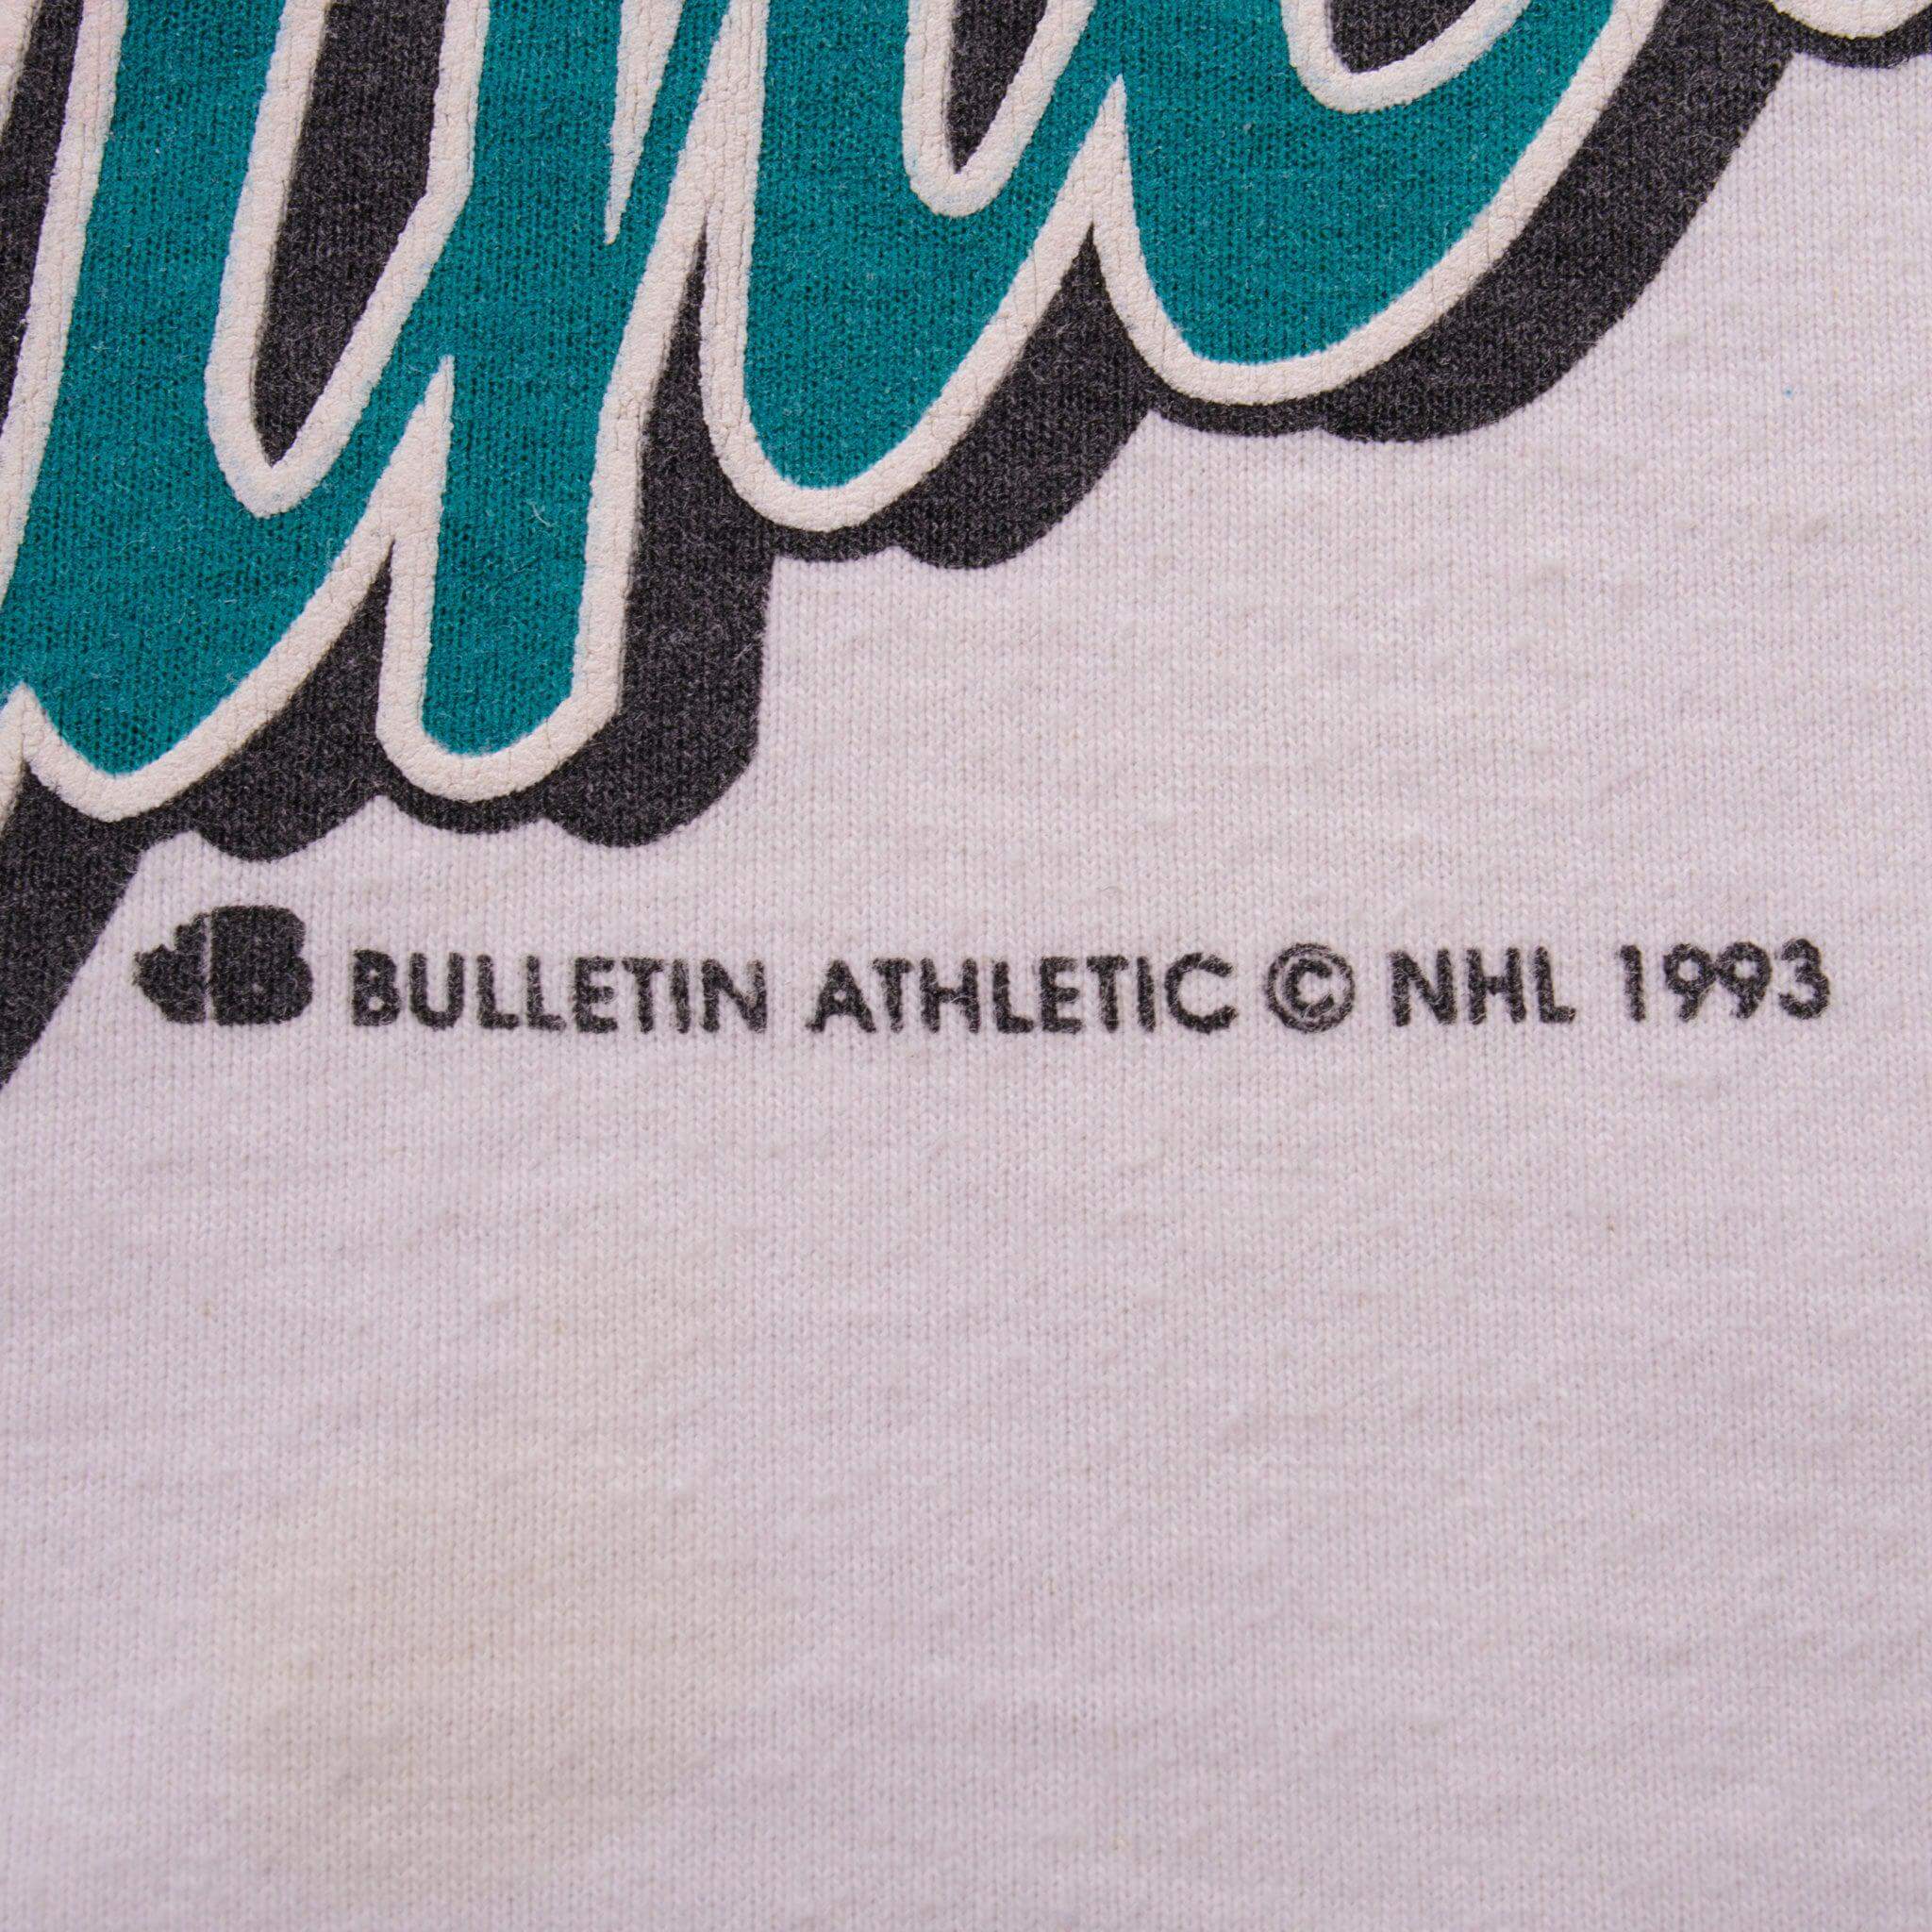 B BULLETIN ATHLETIC © NHL 1993